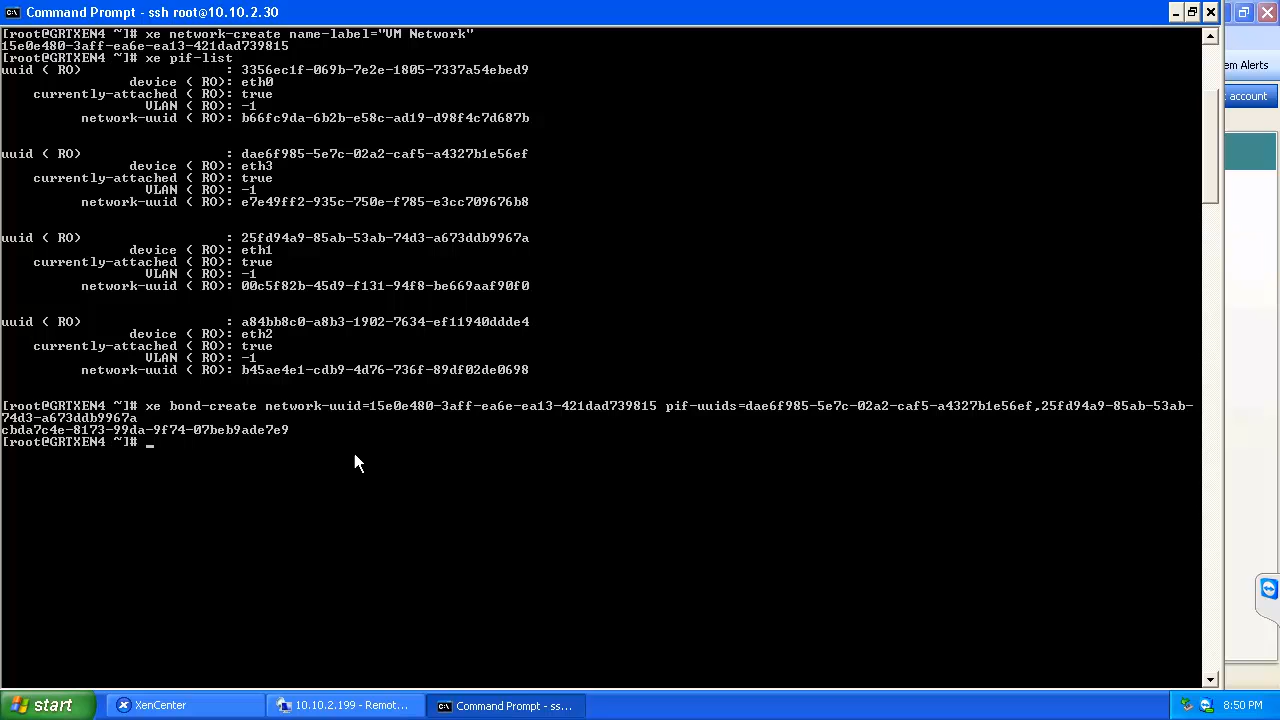 Command Prompt - ssh root@10.10.2.30
[root@GRTXEN4 ~]# xe network-create name-label="VM Network"
15e0e480-3aff-ea6e-ea13-421dad739815
[root@GRTXEN4 ~]# xe pif-list
uuid ( RO) : 3356ec1f-069b-7e2e-1805-7337a54ebed9
device ( RO): eth0
currently-attached ( RO): true
VLAN ( RO): -1
network-uuid ( RO): b66fc9da-6b2b-e58c-ad19-d98f4c7d687b
uuid ( RO) : dae6f985-5e7c-02a2-caf5-a4327b1e56ef
device ( RO): eth3
currently-attached ( RO): true
VLAN ( RO): -1
network-uuid ( RO): e7e49ff2-935c-750e-f785-e3cc709676b8
uuid ( RO) : 25fd94a9-85ab-53ab-74d3-a673ddb9967a
device ( RO): eth1
currently-attached ( RO): true
VLAN ( RO): -1
network-uuid ( RO): 00c5f82b-45d9-f131-94f8-be669aaf90f0
uuid ( RO) : a84bb8c0-a8b3-1902-7634-ef11940ddde4
device ( RO): eth2
currently-attached ( RO): true
VLAN ( RO): -1
network-uuid ( RO): b45ae4e1-cdb9-4d76-736f-89df02de0698
[root@GRTXEN4 ~]# xe bond-create network-uuid=15e0e480-3aff-ea6e-ea13-421dad739815 pif-uuids=dae6f985-5e7c-02a2-caf5-a4327b1e56ef,25fd94a9-85ab-53ab-
74d3-a673ddb9967a
cbda7c4e-8173-99da-9f74-07beb9ade7e9
[root@GRTXEN4 ~]# _
em Alerts
account
start
XenCenter
10.10.2.199 - Remot...
Command Prompt - ss...
8:50 PM